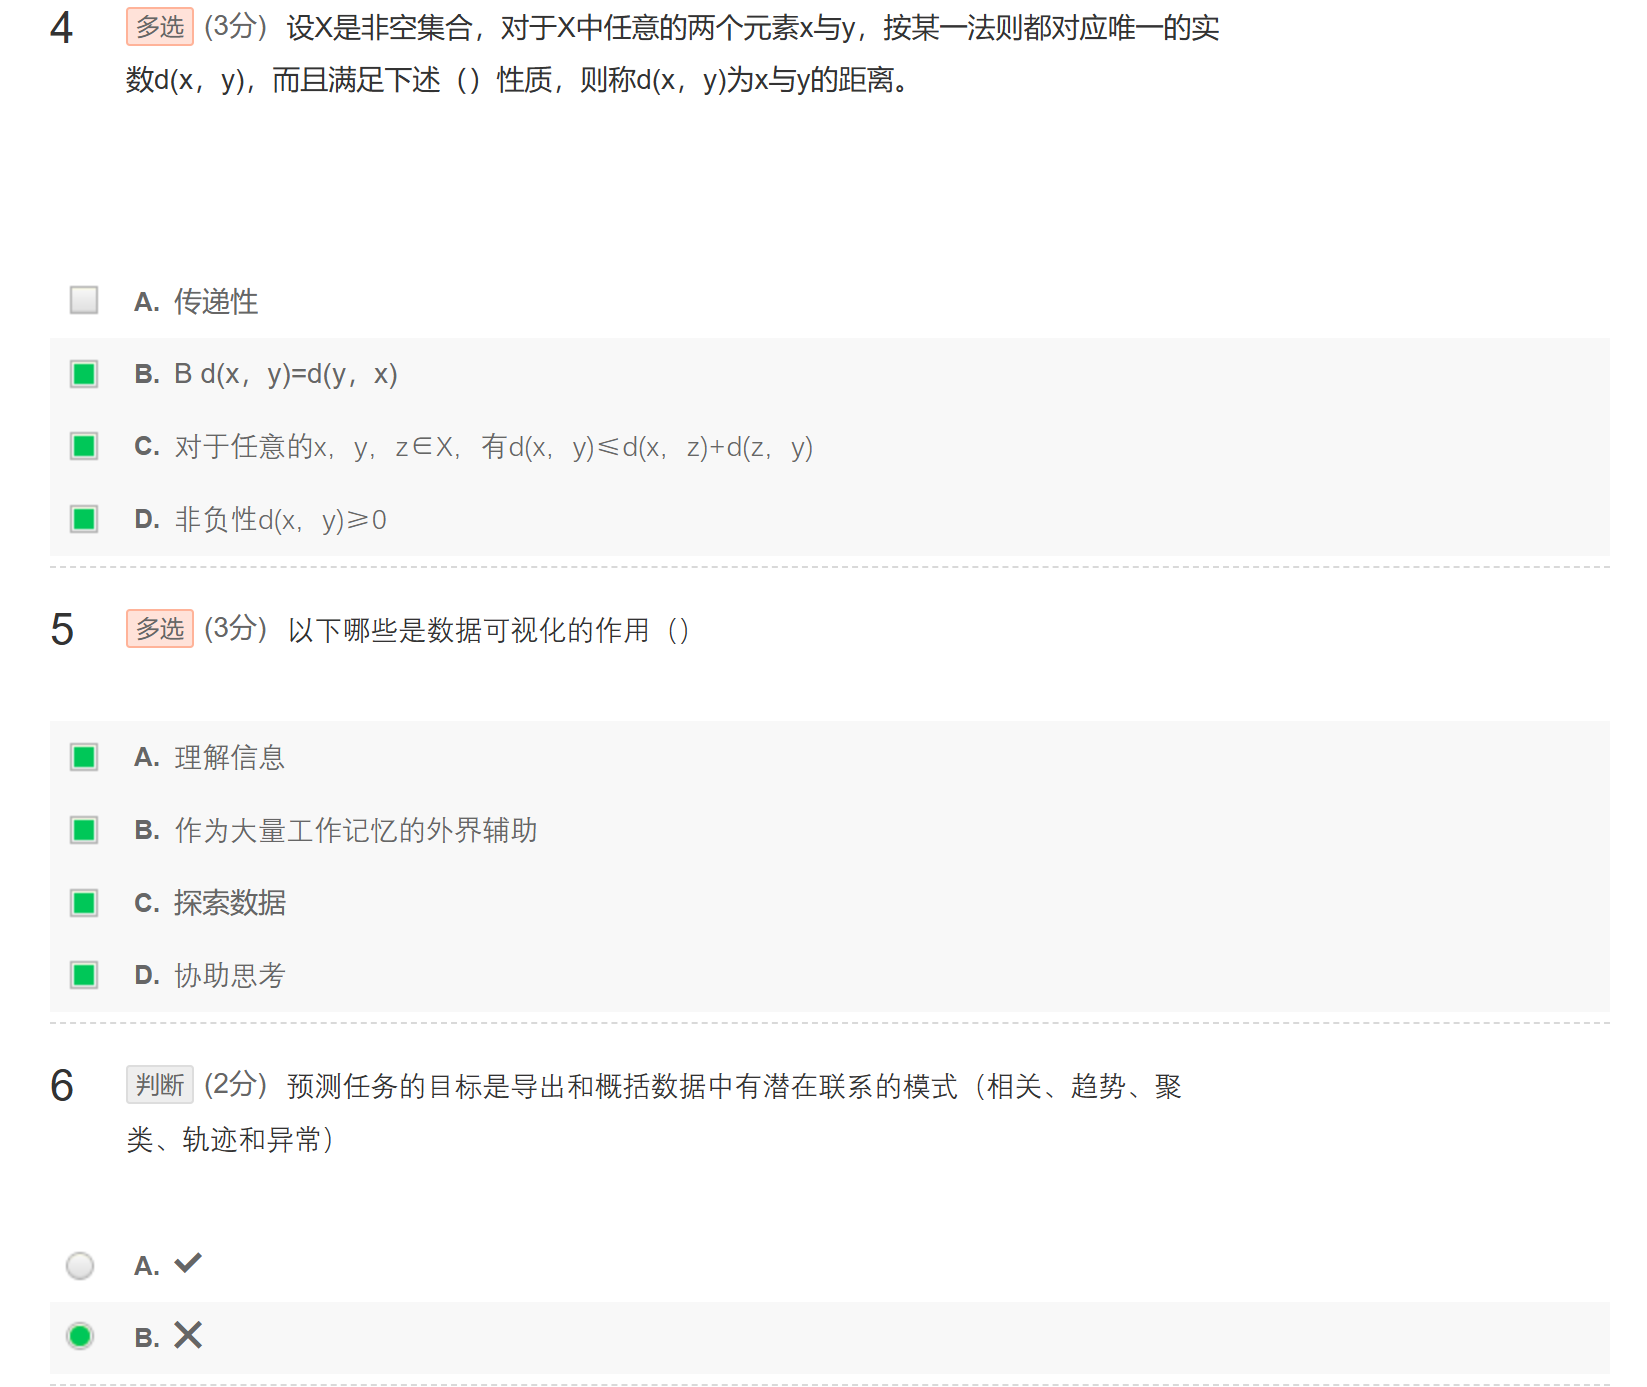 4 多选 (3分) 设X是非空集合，对于X中任意的两个元素x与y，按某一法则都对应唯一的实
数d(x，y)，而且满足下述（）性质，则称d(x，y)为x与y的距离。
A. 传递性
B. B d(x，y)=d(y，x)
C. 对于任意的x，y，z∈X，有d(x，y)≤d(x，z)+d(z，y)
D. 非负性d(x，y)≥0
5 多选 (3分) 以下哪些是数据可视化的作用（）
A. 理解信息
B. 作为大量工作记忆的外界辅助
C. 探索数据
D. 协助思考
6 判断 (2分) 预测任务的目标是导出和概括数据中有潜在联系的模式（相关、趋势、聚
类、轨迹和异常）
A. ✔
B. ✕